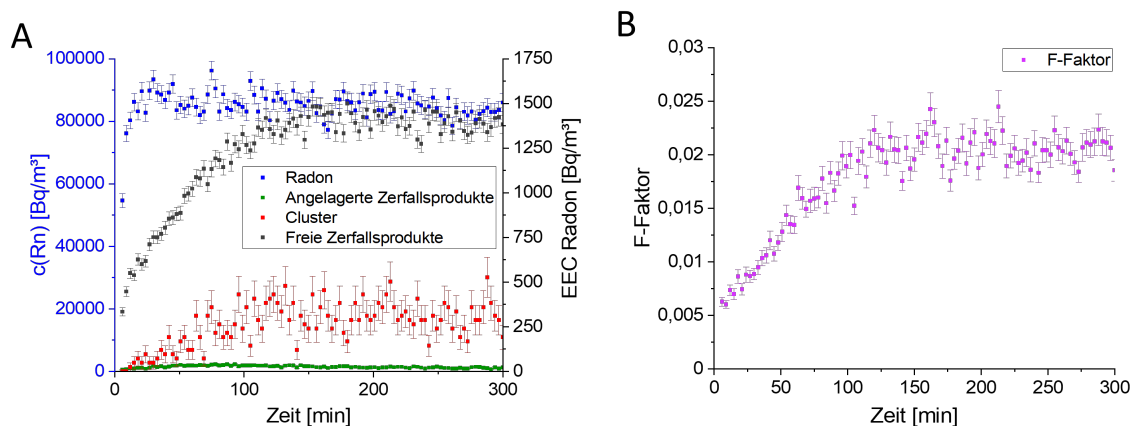 A
c(Rn) [Bq/m³]
100000
80000
60000
40000
20000
0
1750
1500
1250
1000
750
500
250
0
EEC Radon [Bq/m³]
Radon
Angelagerte Zerfallsprodukte
Cluster
Freie Zerfallsprodukte
0
50
100
150
200
250
300
Zeit [min]
B
F-Faktor
0,03
0,025
0,02
0,015
0,01
0,005
0
F-Faktor
0
50
100
150
200
250
300
Zeit [min]